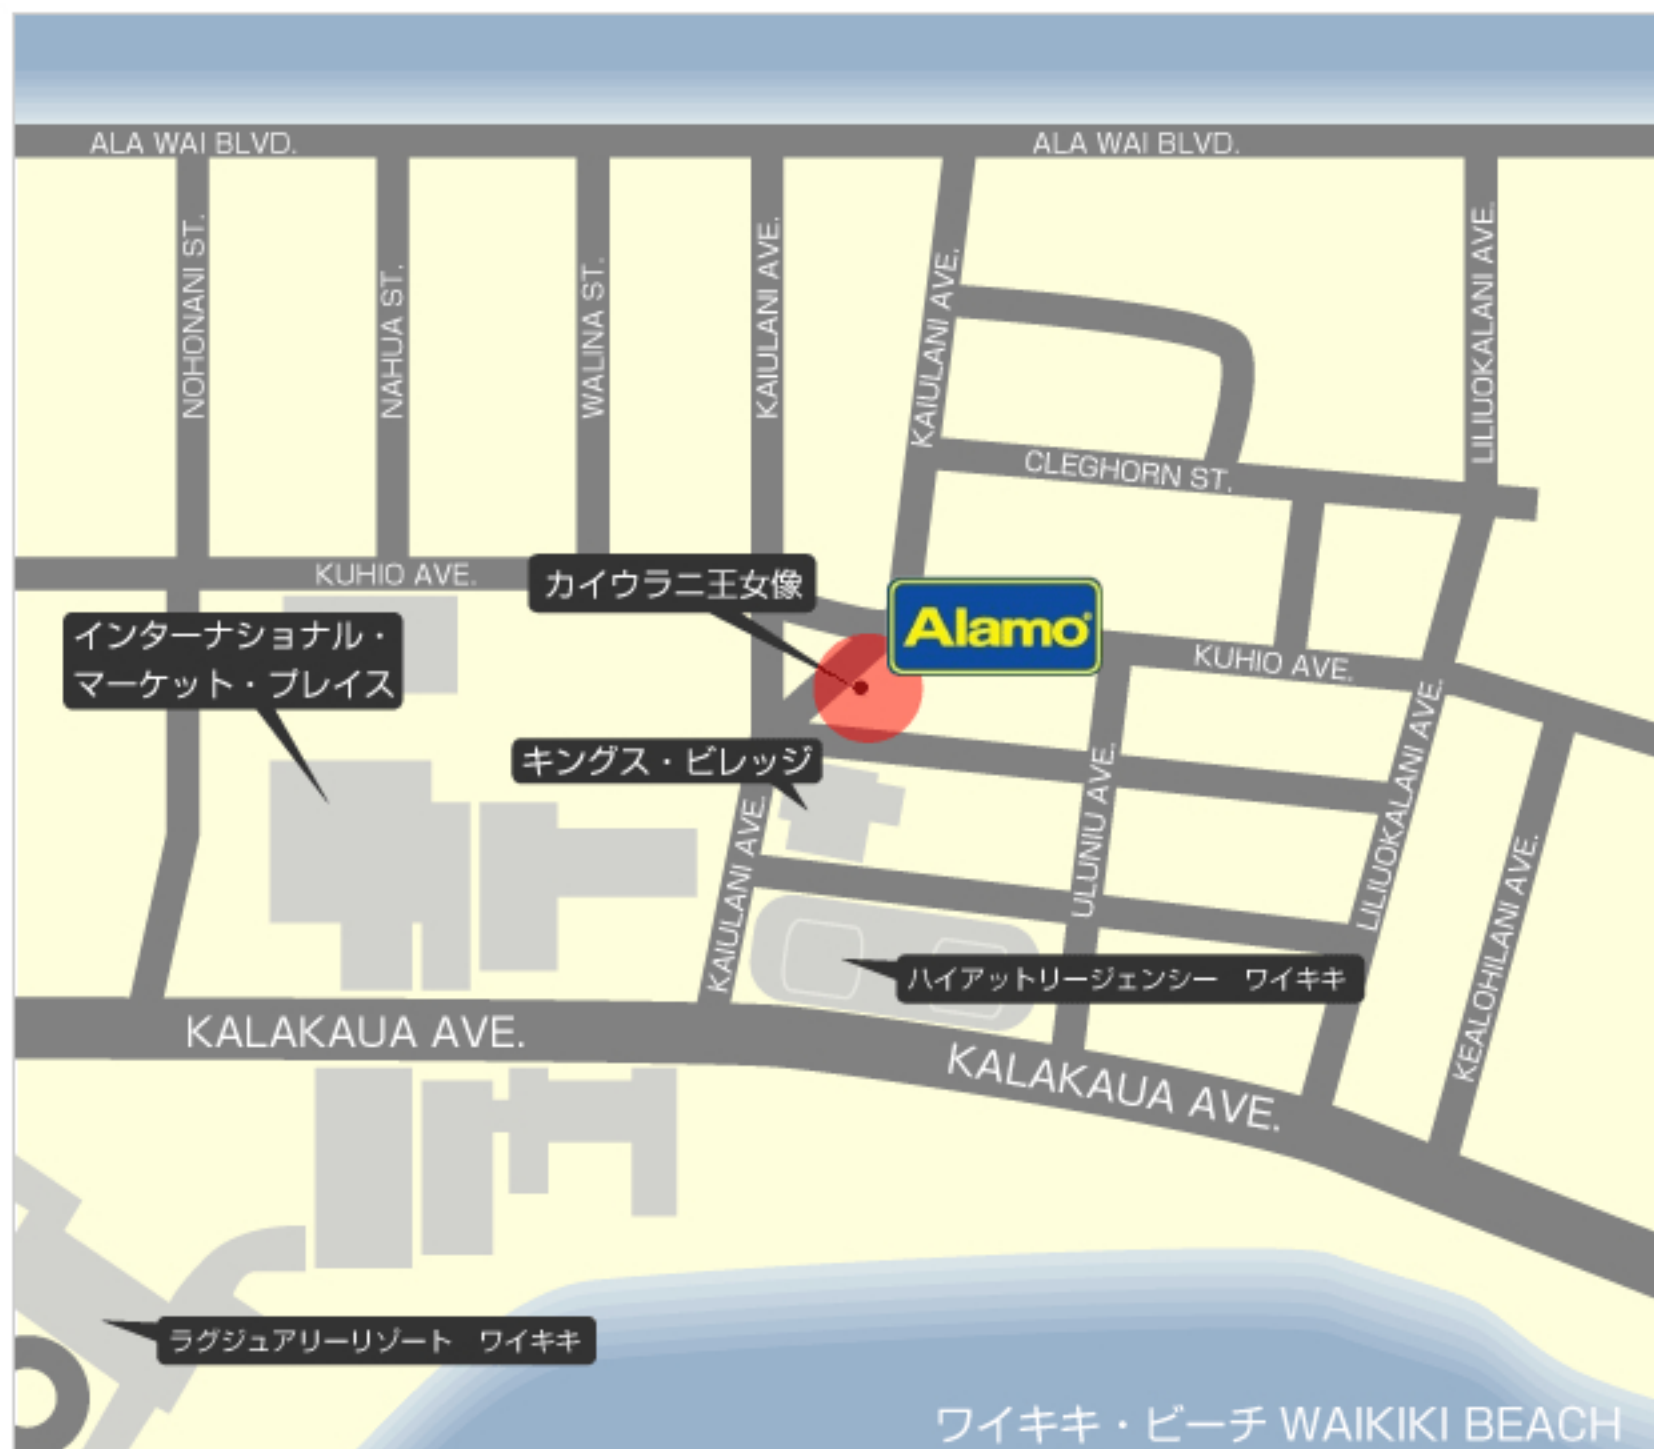 ALA WAI BLVD.
ALA WAI BLVD.
NOHONANI ST.
NAHUA ST.
WALINA ST.
KAIULANI AVE.
KAIULANI AVE.
LILIUOKALANI AVE.
CLEGHORN ST.
KUHIO AVE.
カイウラニ王女像
Alamo
インターナショナル・
マーケット・プレイス
KUHIO AVE.
キングス・ビレッジ
KAIULANI AVE.
ULUNIU AVE.
LILIUOKALANI AVE.
KEALOHILANI AVE.
ハイアットリージェンシー　ワイキキ
KALAKAUA AVE.
KALAKAUA AVE.
ラグジュアリーリゾート　ワイキキ
ワイキキ・ビーチ WAIKIKI BEACH